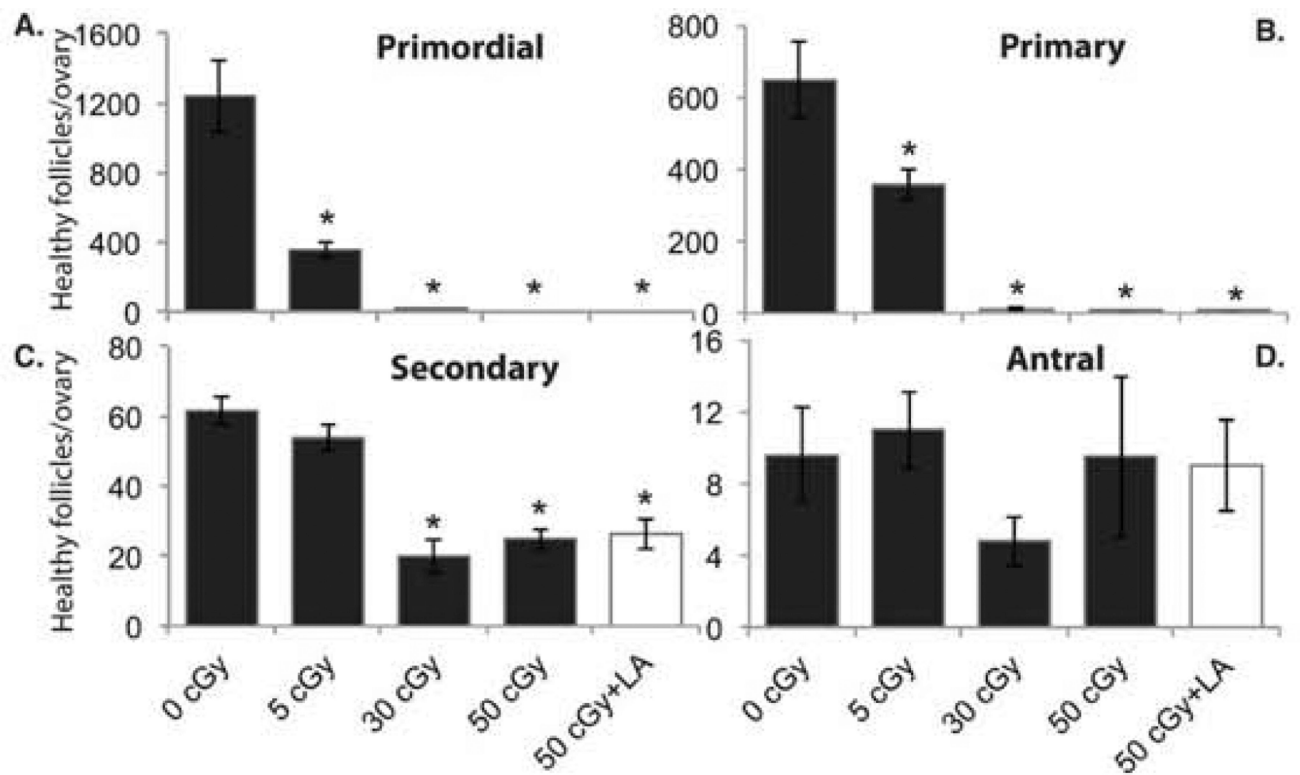 A.
Primordial
Healthy follicles/ovary
1600
1200
800
400
0
*
*
*
*
B.
Primary
800
600
400
200
0
*
*
*
*
C.
Secondary
Healthy follicles/ovary
80
60
40
20
0
*
*
*
0 cGy
5 cGy
30 cGy
50 cGy
50 cGy+LA
D.
Antral
16
12
8
4
0
0 cGy
5 cGy
30 cGy
50 cGy
50 cGy+LA